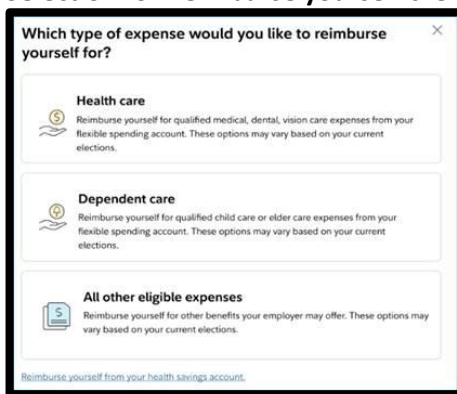 Which type of expense would you like to reimburse
yourself for?
Health care
Reimburse yourself for qualified medical, dental, vision care expenses from your
flexible spending account. These options may vary based on your current
elections.
Dependent care
Reimburse yourself for qualified child care or elder care expenses from your
flexible spending account. These options may vary based on your current
elections.
All other eligible expenses
Reimburse yourself for other benefits your employer may offer. These options may
vary based on your current elections.
Reimburse yourself from your health savings account.